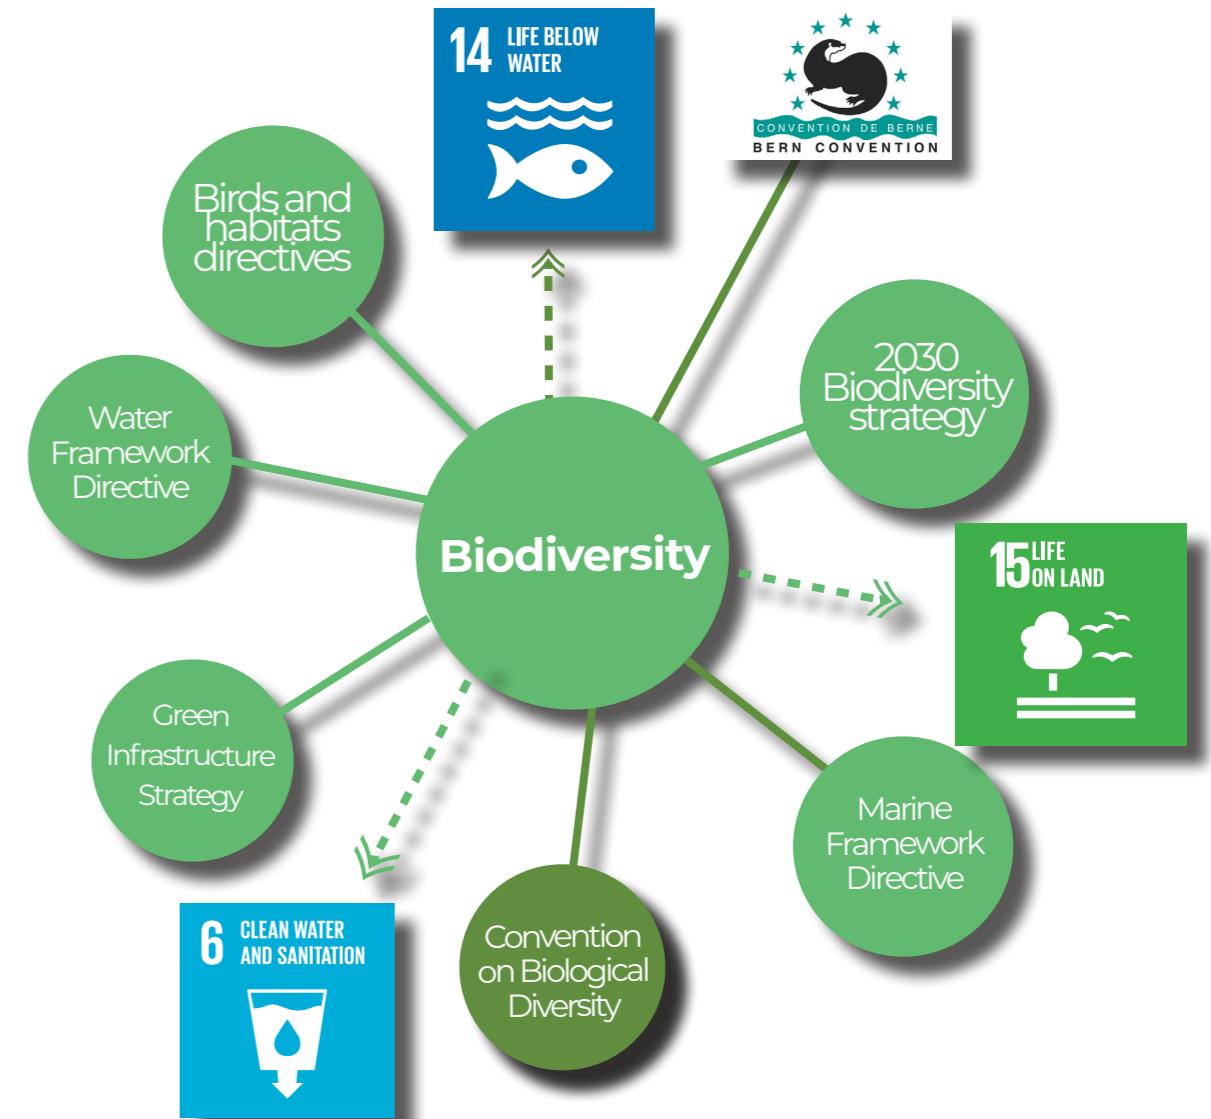 14
LIFE BELOW
WATER
CONVENTION DE BERNE
BERN CONVENTION
Birds and
habitats
directives
2030
Biodiversity
strategy
Water
Framework
Directive
Biodiversity
15
LIFE
ON LAND
Green
Infrastructure
Strategy
Marine
Framework
Directive
6
CLEAN WATER
AND SANITATION
Convention
on Biological
Diversity